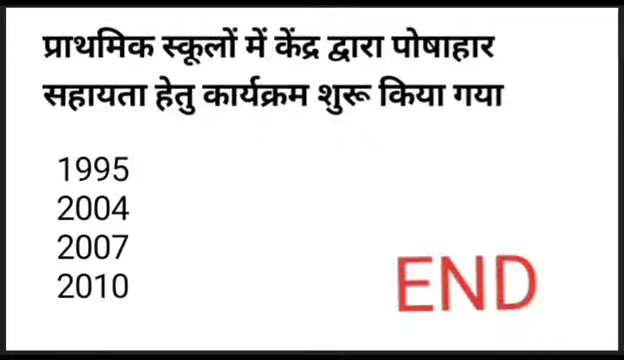 प्राथमिक स्कूलों में केंद्र द्वारा पोषाहार
सहायता हेतु कार्यक्रम शुरू किया गया
1995
2004
2007
2010
END